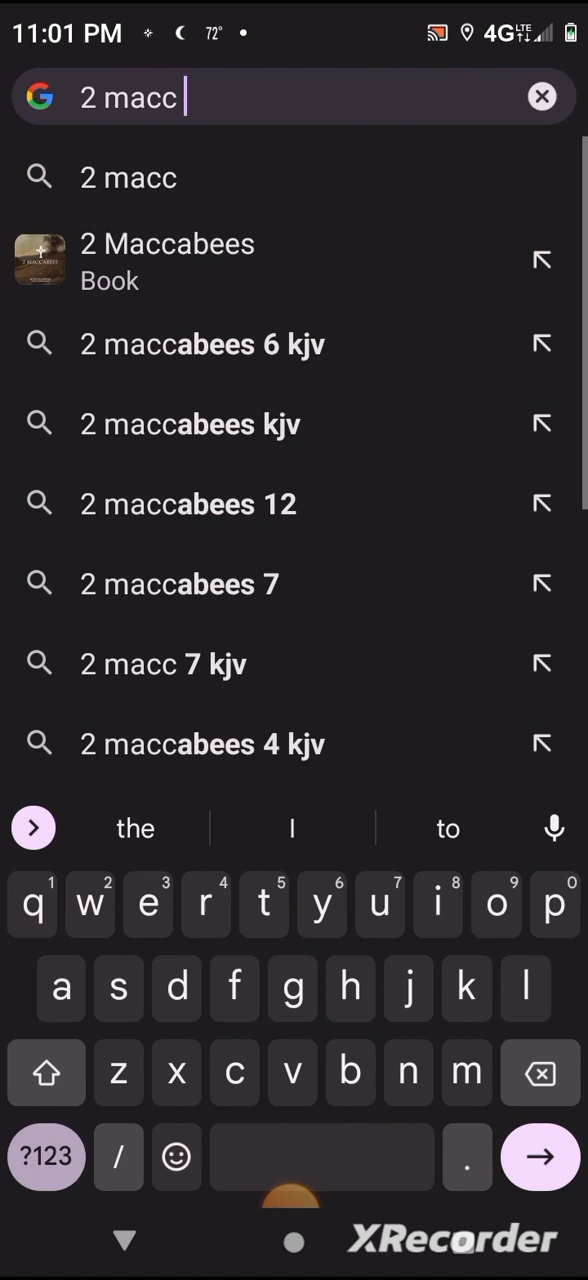 11:01 PM 72° 4G LTE
2 macc
2 macc
2 Maccabees
Book
2 maccabees 6 kjv
2 maccabees kjv
2 maccabees 12
2 maccabees 7
2 macc 7 kjv
2 maccabees 4 kjv
the I to
1 2 3 4 5 6 7 8 9 0
q w e r t y u i o p
a s d f g h j k l
z x c v b n m
?123 / .
XRecorder